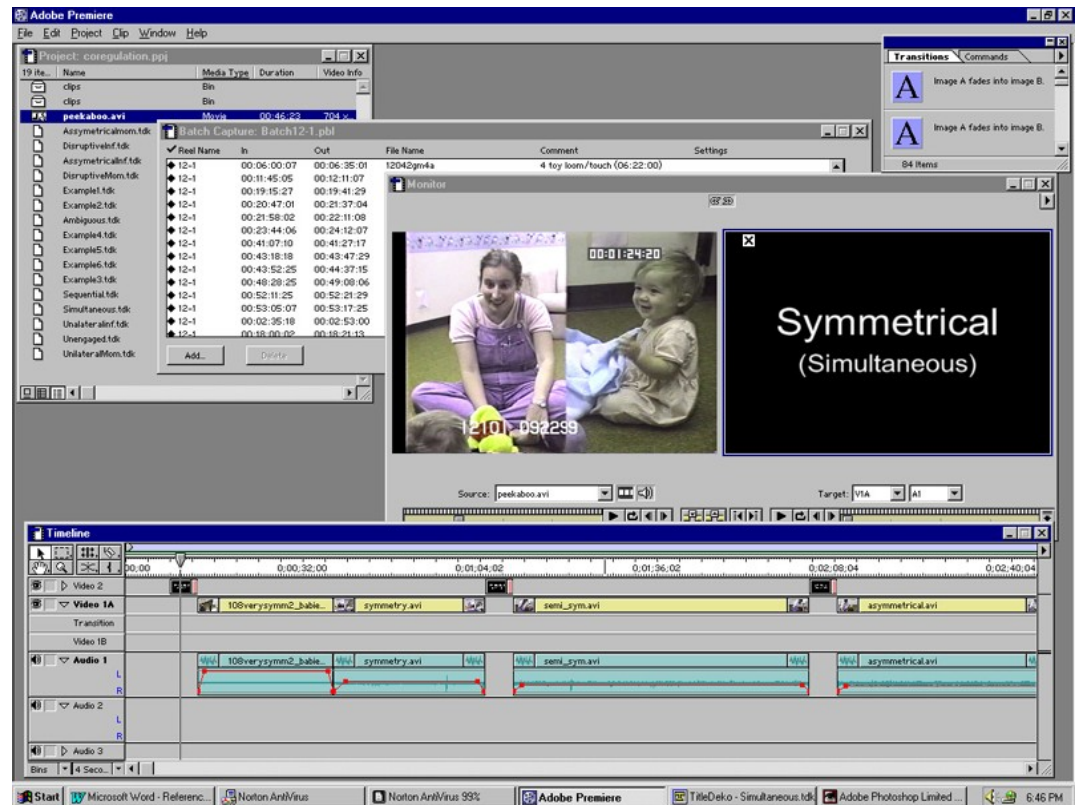 Adobe Premiere
File Edit Project Clip Window Help
Project: coregulation.ppj
19 ite... Name Media Type Duration Video Info
clips Bin
clips Bin
peekaboo.avi Movie 00:46:23 704 x
Assymetricalmom.tdk
DisruptiveInf.tdk
AssymetricalInf.tdk
DisruptiveMom.tdk
Example1.tdk
Example2.tdk
Ambiguous.tdk
Example4.tdk
Example5.tdk
Example6.tdk
Example3.tdk
Sequential.tdk
Simultaneous.tdk
Unalateralinf.tdk
Unengaged.tdk
UnilateralMom.tdk
Batch Capture: Batch12-1.pbl
Reel Name In Out File Name Comment Settings
12-1 00:06:00:07 00:06:35:01 12042gm4a 4 toy loom/touch (06:22:00)
12-1 00:11:45:05 00:12:11:07
12-1 00:19:15:27 00:19:41:29
12-1 00:20:47:01 00:21:37:04
12-1 00:21:58:02 00:22:11:08
12-1 00:23:44:06 00:24:12:07
12-1 00:41:07:10 00:41:27:17
12-1 00:43:18:18 00:43:47:29
12-1 00:43:52:25 00:44:37:15
12-1 00:48:28:25 00:49:08:06
12-1 00:52:11:25 00:52:21:29
12-1 00:53:05:07 00:53:17:25
12-1 00:02:35:18 00:02:53:00
12-1 00:18:00:02 00:18:21:13
Add... Delete
Transitions Commands
A Image A fades into image B.
A Image A fades into image B.
84 Items
Monitor
00:01:24:20
12101 092299
Symmetrical
(Simultaneous)
Source: peekaboo.avi
Target: V1A A1
Timeline
00;00 0;00;32;00 0;01;04;02 0;01;36;02 0;02;08;04 0;02;40;04
Video 2
Video 1A 108verysymm2_babie... symmetry.avi semi_sym.avi asymmetrical.avi
Transition
Video 1B
Audio 1 108verysymm2_babie... symmetry.avi semi_sym.avi asymmetrical.avi
L
R
Audio 2
L
R
Audio 3
Bins 4 Seco...
Start Microsoft Word - Referenc... Norton AntiVirus Norton AntiVirus 99% Adobe Premiere TitleDeko - Simultaneous.tdk Adobe Photoshop Limited ... 6:46 PM